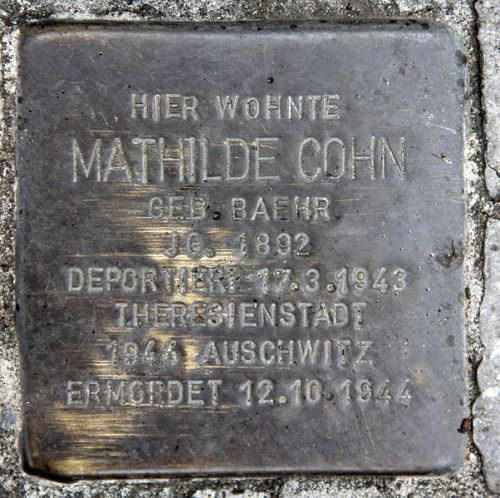 HIER WOHNTE
MATHILDE COHN
GEB. BAEHR
JG. 1892
DEPORTIERT 17.3.1943
THERESIENSTADT
1944 AUSCHWITZ
ERMORDET 12.10.1944